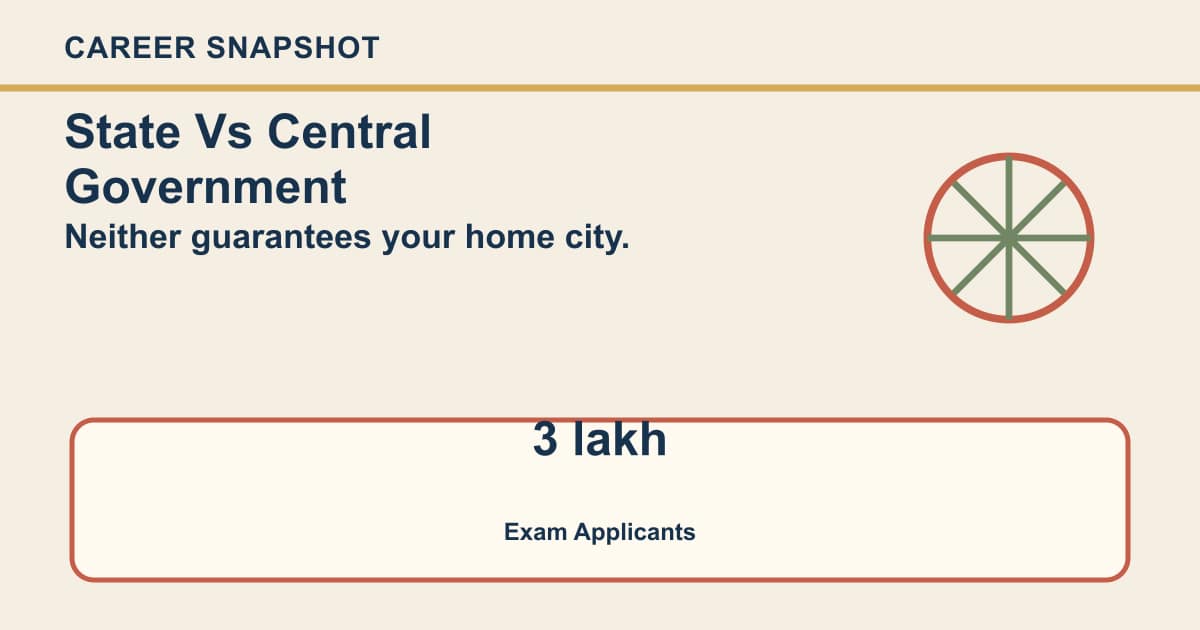 CAREER SNAPSHOT
State Vs Central
Government
Neither guarantees your home city.
3 lakh
Exam Applicants